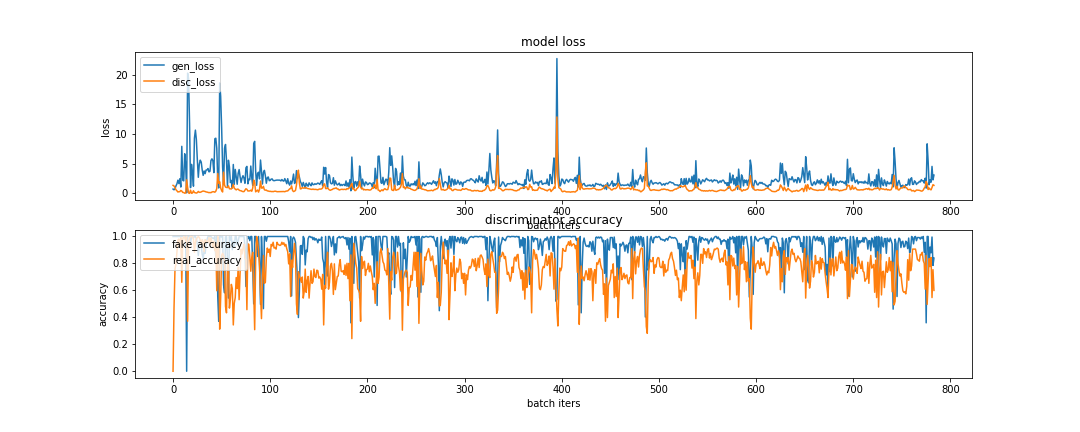 model loss
gen_loss
disc_loss
20
15
10
5
0
loss
0 100 200 300 400 500 600 700 800
batch iters
discriminator accuracy
fake_accuracy
real_accuracy
1.0
0.8
0.6
0.4
0.2
0.0
accuracy
0 100 200 300 400 500 600 700 800
batch iters